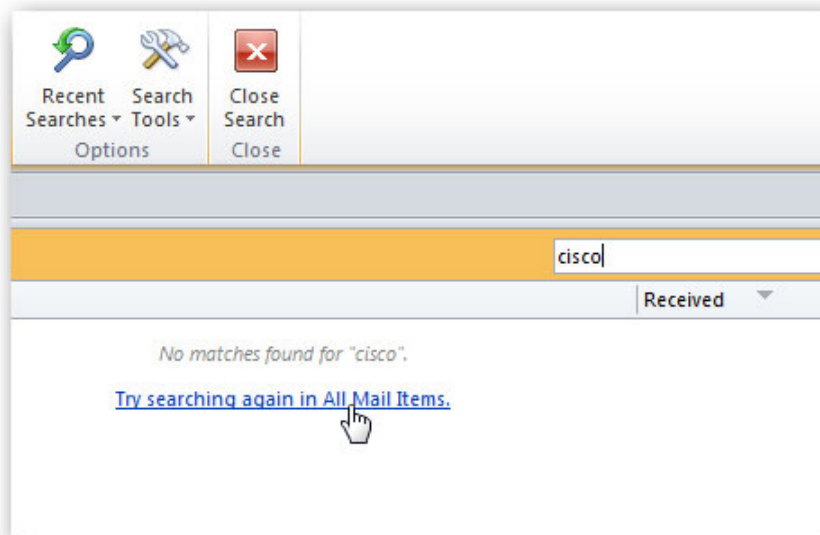 Recent Search Close
Searches Tools Search
Options Close
cisco
Received
No matches found for "cisco".
Try searching again in All Mail Items.